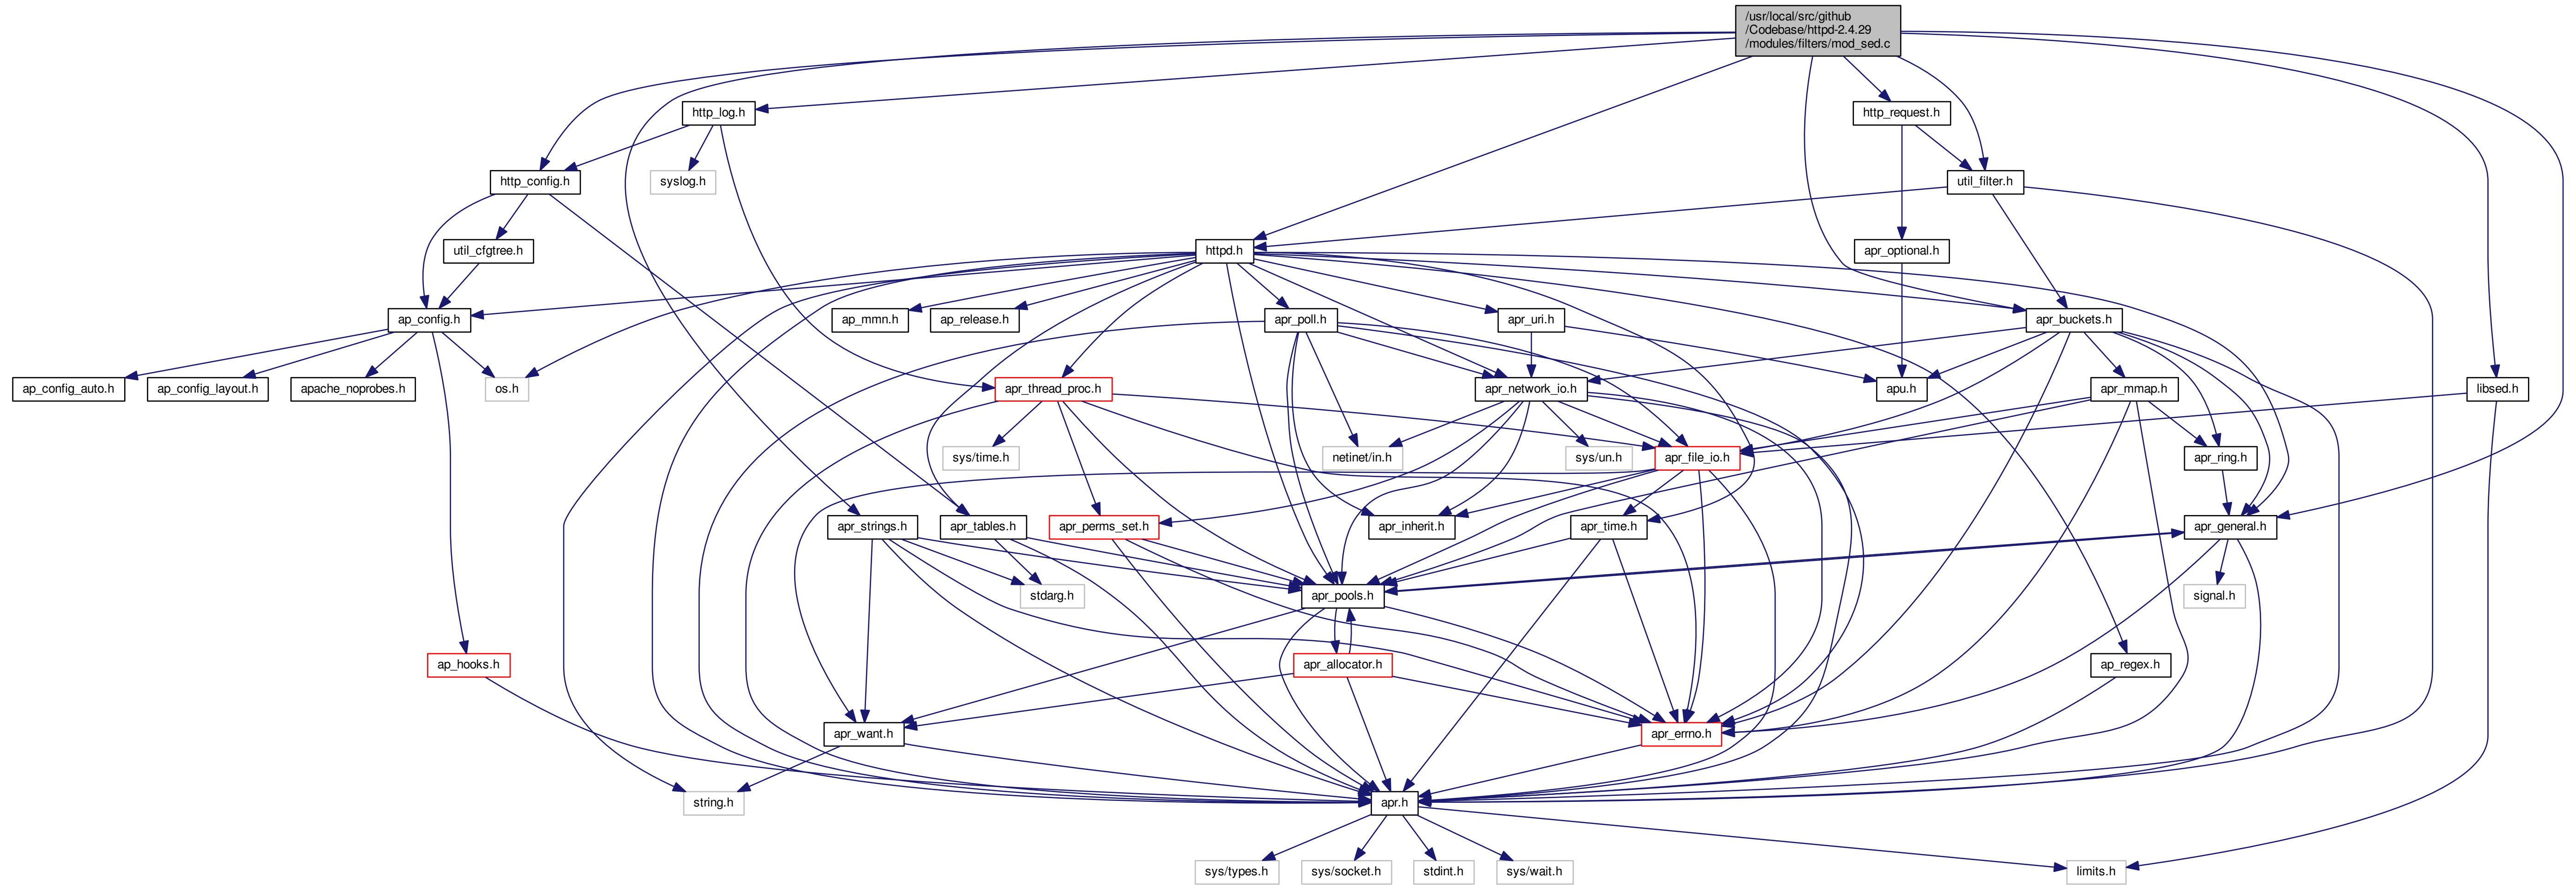 /usr/local/src/github
/Codebase/httpd-2.4.29
/modules/filters/mod_sed.c
http_log.h
http_request.h
http_config.h
syslog.h
util_filter.h
util_cfgtree.h
httpd.h
apr_optional.h
ap_config.h
ap_mmn.h
ap_release.h
apr_poll.h
apr_uri.h
apr_buckets.h
ap_config_auto.h
ap_config_layout.h
apache_noprobes.h
os.h
apr_thread_proc.h
apr_network_io.h
apu.h
apr_mmap.h
libsed.h
sys/time.h
netinet/in.h
sys/un.h
apr_file_io.h
apr_ring.h
apr_strings.h
apr_tables.h
apr_perms_set.h
apr_inherit.h
apr_time.h
apr_general.h
stdarg.h
apr_pools.h
signal.h
ap_hooks.h
apr_allocator.h
ap_regex.h
apr_want.h
apr_errno.h
string.h
apr.h
sys/types.h
sys/socket.h
stdint.h
sys/wait.h
limits.h